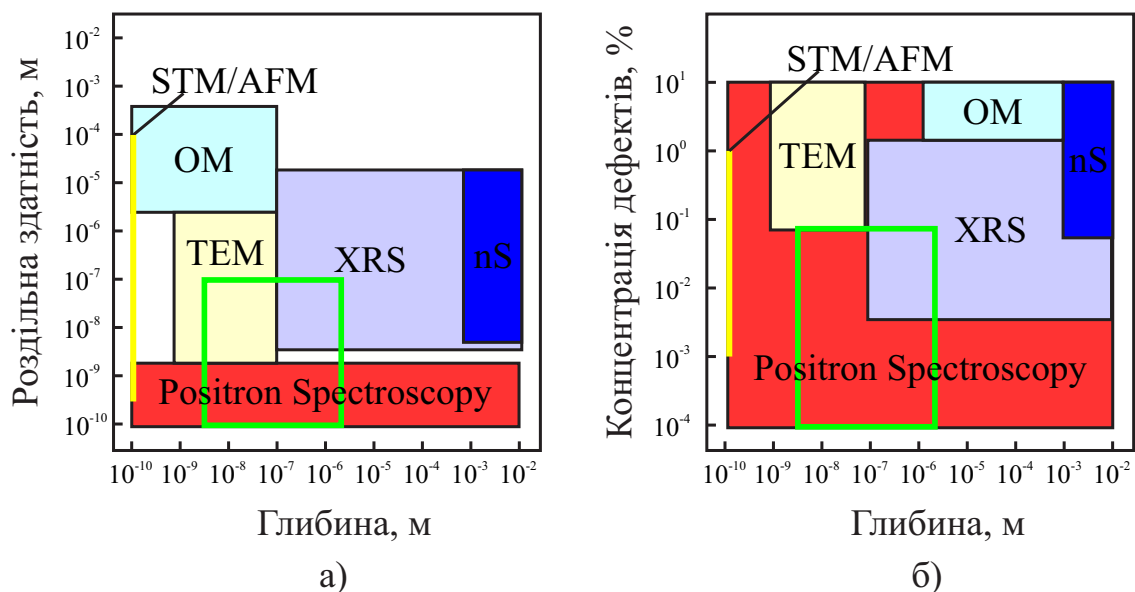 Роздільна здатність, м
10⁻²
10⁻³
10⁻⁴
10⁻⁵
10⁻⁶
10⁻⁷
10⁻⁸
10⁻⁹
10⁻¹⁰
STM/AFM
OM
TEM
XRS
nS
Positron Spectroscopy
10⁻¹⁰ 10⁻⁹ 10⁻⁸ 10⁻⁷ 10⁻⁶ 10⁻⁵ 10⁻⁴ 10⁻³ 10⁻²
Глибина, м
а)
Концентрація дефектів, %
10¹
10⁰
10⁻¹
10⁻²
10⁻³
10⁻⁴
STM/AFM
OM
TEM
nS
XRS
Positron Spectroscopy
10⁻¹⁰ 10⁻⁹ 10⁻⁸ 10⁻⁷ 10⁻⁶ 10⁻⁵ 10⁻⁴ 10⁻³ 10⁻²
Глибина, м
б)